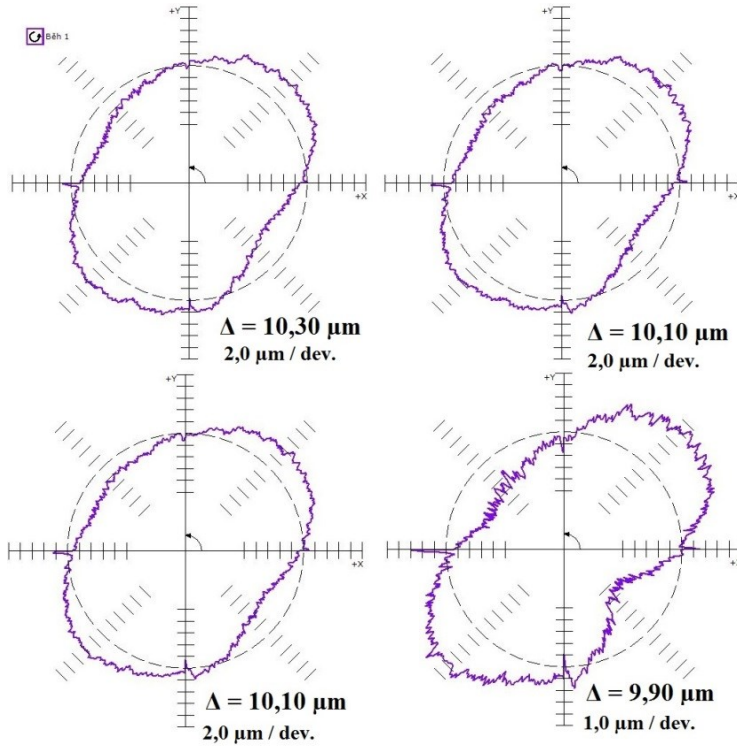 Běh 1
+Y
+X
Δ = 10,30 µm
2,0 µm / dev.
+Y
+X
Δ = 10,10 µm
2,0 µm / dev.
+Y
+X
Δ = 10,10 µm
2,0 µm / dev.
+Y
+X
Δ = 9,90 µm
1,0 µm / dev.